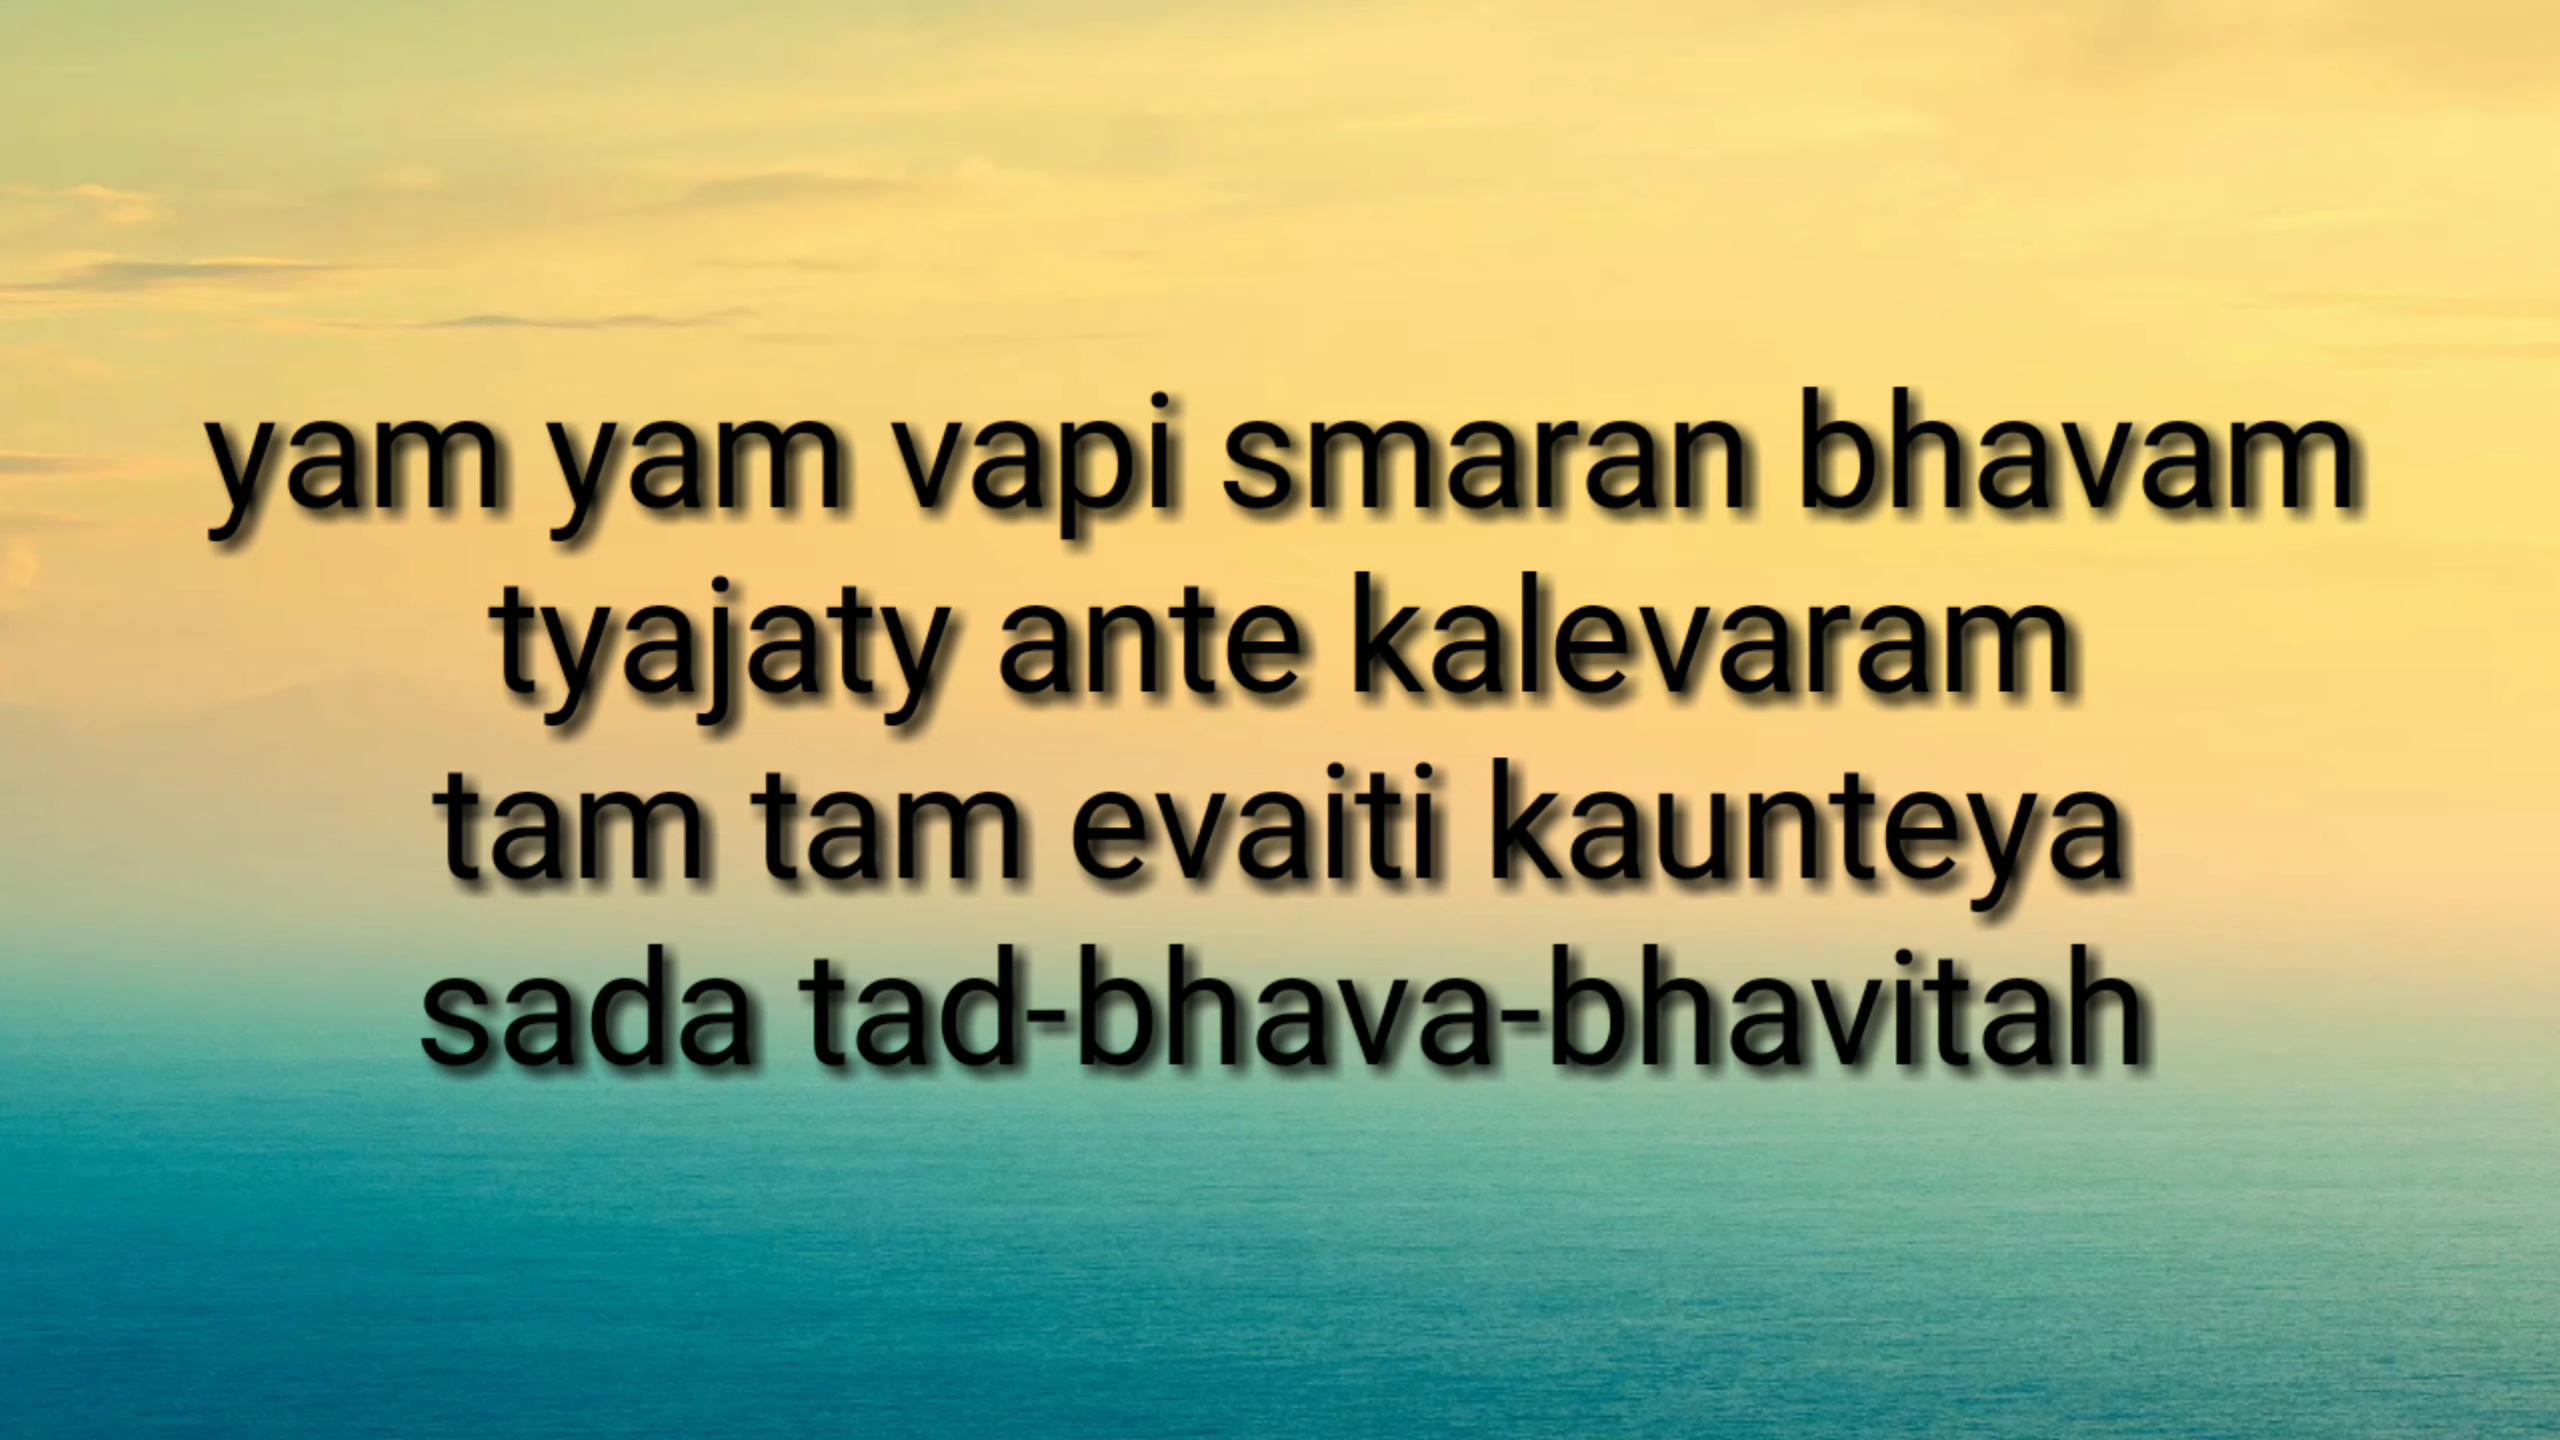 yam yam vapi smaran bhavam
tyajaty ante kalevaram
tam tam evaiti kaunteya
sada tad-bhava-bhavitah